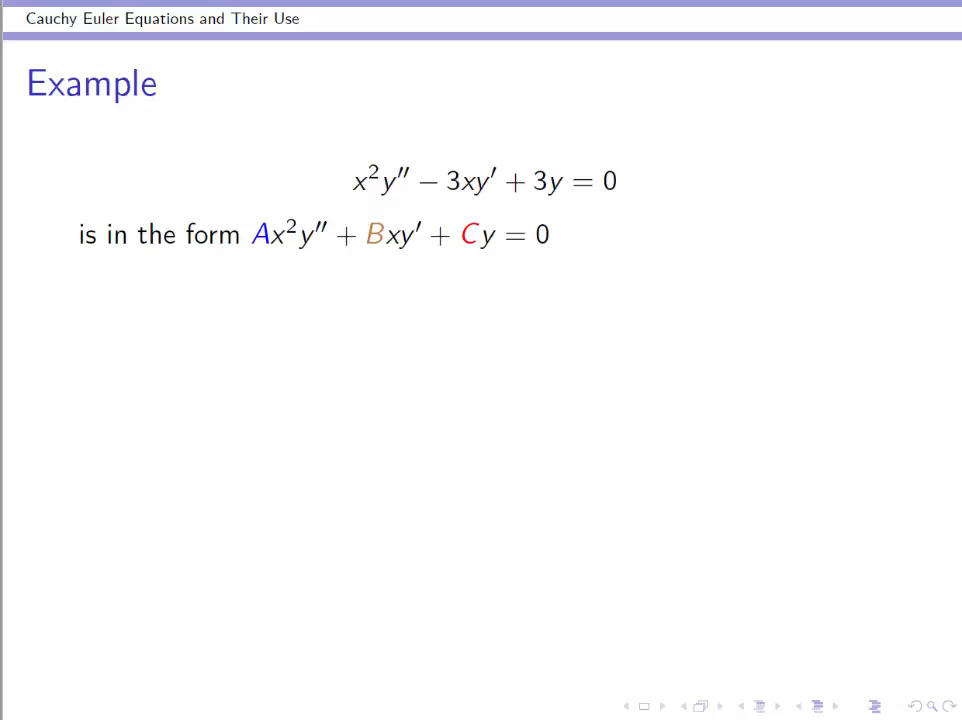 Cauchy Euler Equations and Their Use
Example
x²y″ − 3xy′ + 3y = 0
is in the form Ax²y″ + Bxy′ + Cy = 0